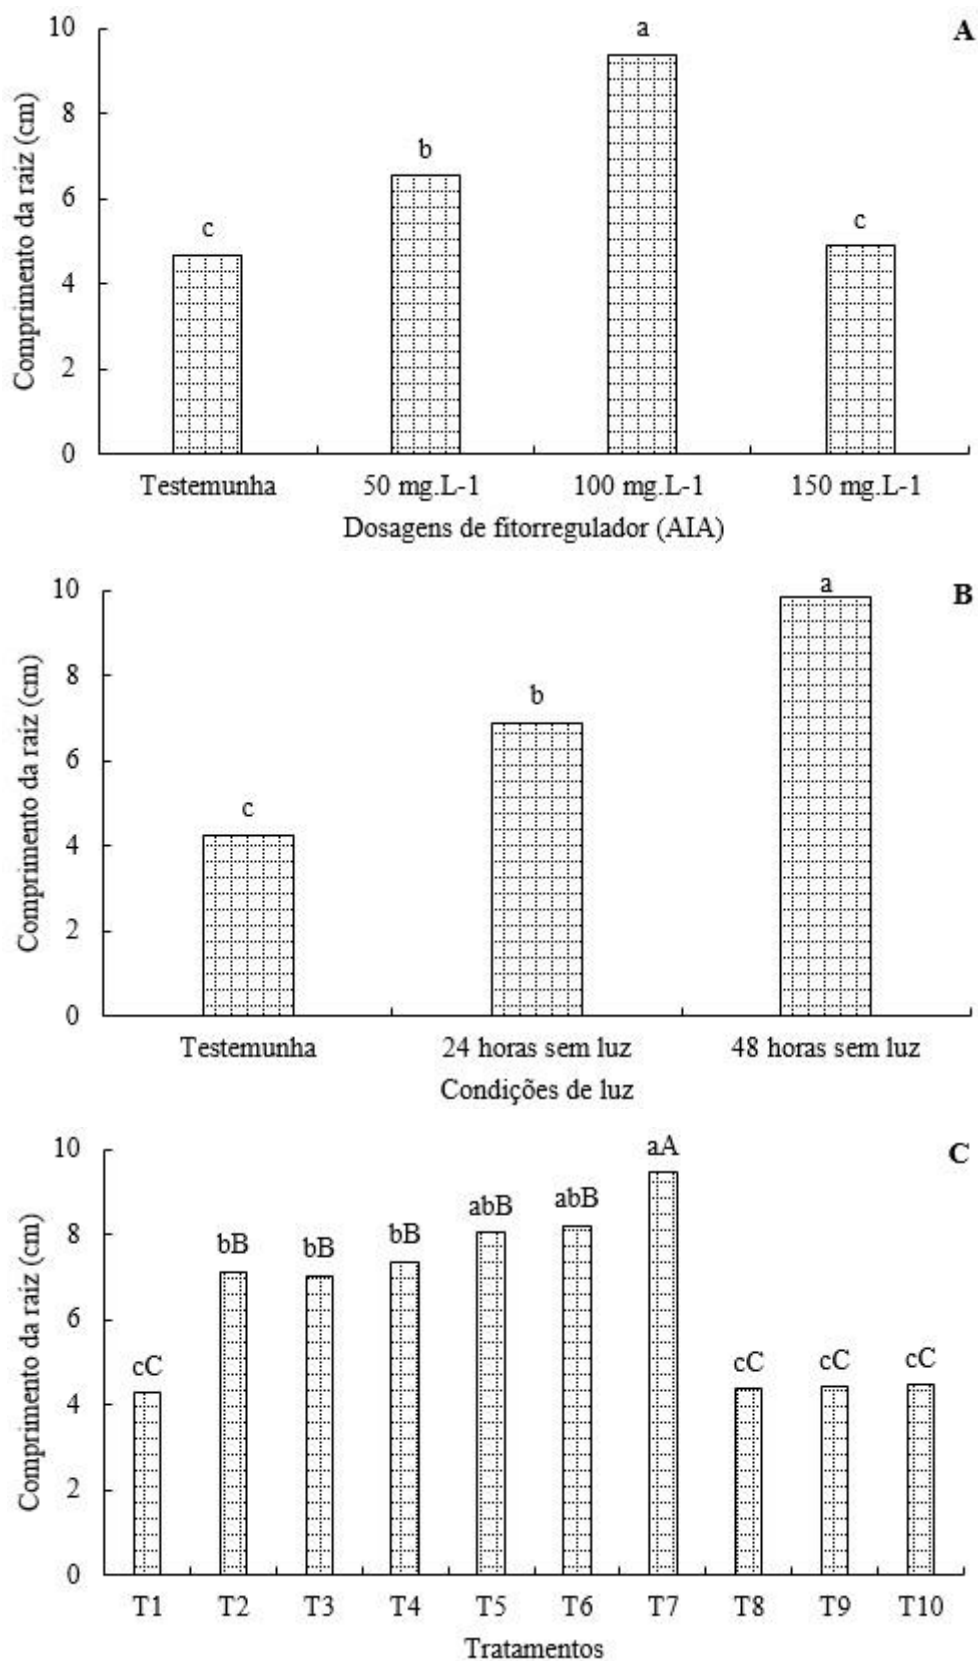 A
Comprimento da raiz (cm)
10
8
6
4
2
0
c
b
a
c
Testemunha 50 mg.L-1 100 mg.L-1 150 mg.L-1
Dosagens de fitorregulador (AIA)
B
Comprimento da raiz (cm)
10
8
6
4
2
0
c
b
a
Testemunha 24 horas sem luz 48 horas sem luz
Condições de luz
C
Comprimento da raiz (cm)
10
8
6
4
2
0
cC
bB
bB
bB
abB
abB
aA
cC
cC
cC
T1 T2 T3 T4 T5 T6 T7 T8 T9 T10
Tratamentos